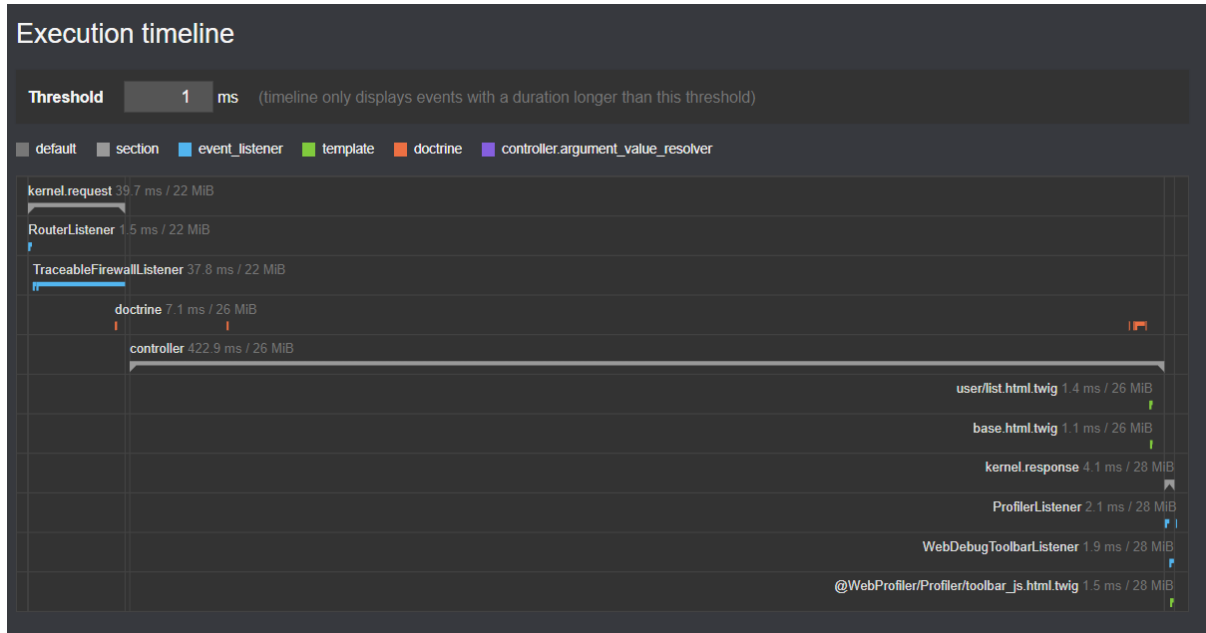 Execution timeline
Threshold 1 ms (timeline only displays events with a duration longer than this threshold)
default section event_listener template doctrine controller.argument_value_resolver
kernel.request 39.7 ms / 22 MiB
RouterListener 1.5 ms / 22 MiB
TraceableFirewallListener 37.8 ms / 22 MiB
doctrine 7.1 ms / 26 MiB
controller 422.9 ms / 26 MiB
user/list.html.twig 1.4 ms / 26 MiB
base.html.twig 1.1 ms / 26 MiB
kernel.response 4.1 ms / 28 MiB
ProfilerListener 2.1 ms / 28 MiB
WebDebugToolbarListener 1.9 ms / 28 MiB
@WebProfiler/Profiler/toolbar_js.html.twig 1.5 ms / 28 MiB